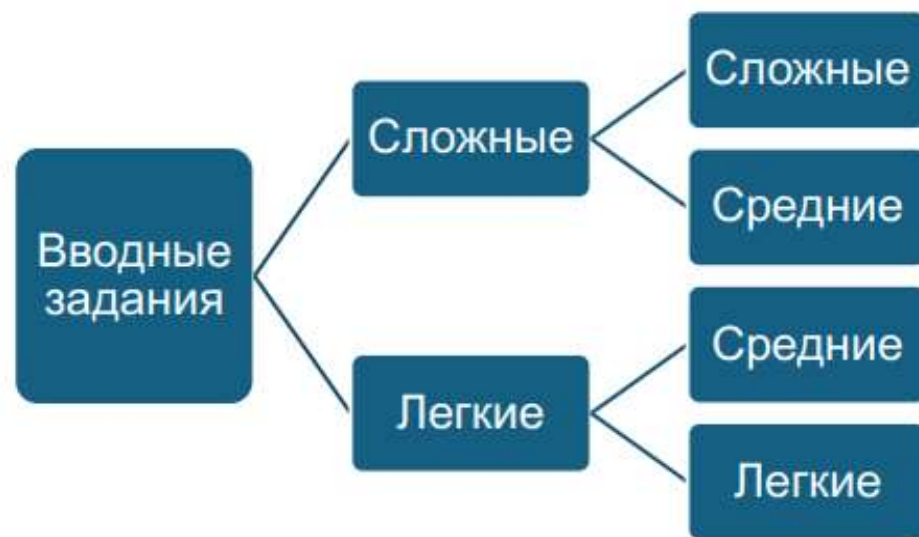 Вводные
задания
Сложные
Легкие
Сложные
Средние
Средние
Легкие